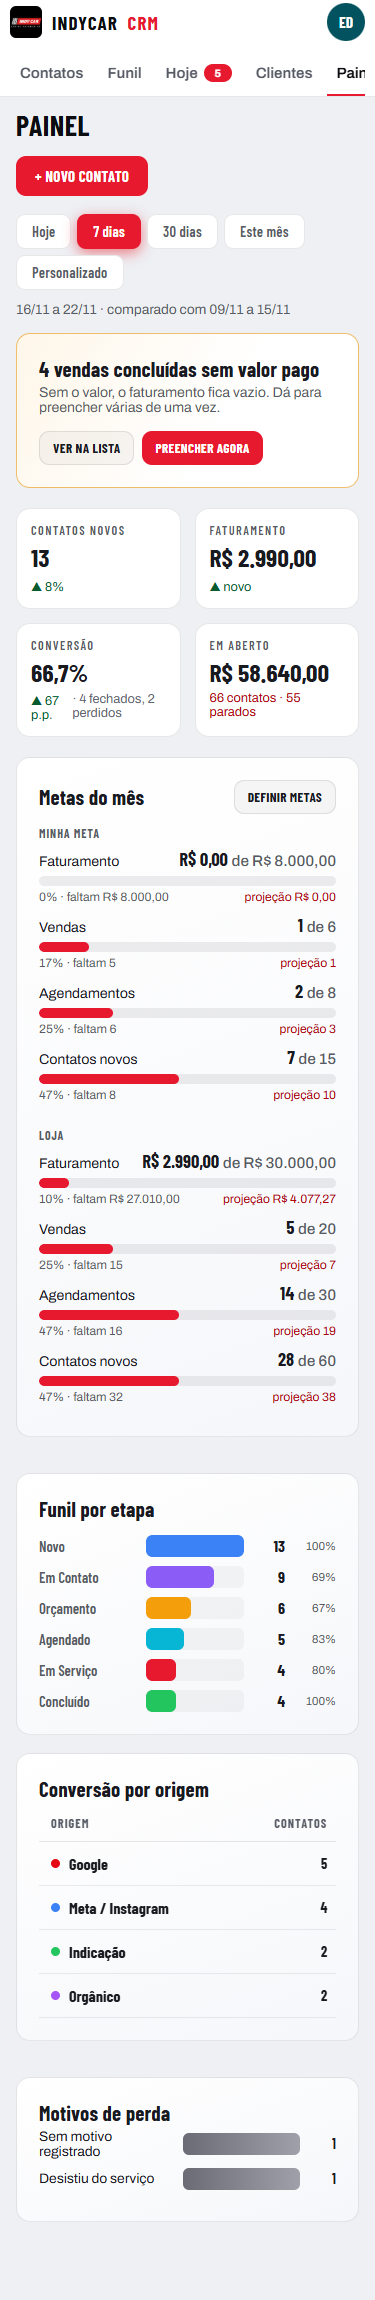 INDYCAR
INDYCAR CRM
ED
Contatos Funil Hoje 5 Clientes Pain
PAINEL
+ NOVO CONTATO
Hoje 7 dias 30 dias Este mês
Personalizado
16/11 a 22/11 · comparado com 09/11 a 15/11
4 vendas concluídas sem valor pago
Sem o valor, o faturamento fica vazio. Dá para
preencher várias de uma vez.
VER NA LISTA PREENCHER AGORA
CONTATOS NOVOS
13
▲ 8%
FATURAMENTO
R$ 2.990,00
▲ novo
CONVERSÃO
66,7%
▲ 67 p.p. · 4 fechados, 2
perdidos
EM ABERTO
R$ 58.640,00
66 contatos · 55
parados
Metas do mês DEFINIR METAS
MINHA META
Faturamento R$ 0,00 de R$ 8.000,00
0% · faltam R$ 8.000,00 projeção R$ 0,00
Vendas 1 de 6
17% · faltam 5 projeção 1
Agendamentos 2 de 8
25% · faltam 6 projeção 3
Contatos novos 7 de 15
47% · faltam 8 projeção 10
LOJA
Faturamento R$ 2.990,00 de R$ 30.000,00
10% · faltam R$ 27.010,00 projeção R$ 4.077,27
Vendas 5 de 20
25% · faltam 15 projeção 7
Agendamentos 14 de 30
47% · faltam 16 projeção 19
Contatos novos 28 de 60
47% · faltam 32 projeção 38
Funil por etapa
Novo 13 100%
Em Contato 9 69%
Orçamento 6 67%
Agendado 5 83%
Em Serviço 4 80%
Concluído 4 100%
Conversão por origem
ORIGEM CONTATOS
Google 5
Meta / Instagram 4
Indicação 2
Orgânico 2
Motivos de perda
Sem motivo
registrado 1
Desistiu do serviço 1